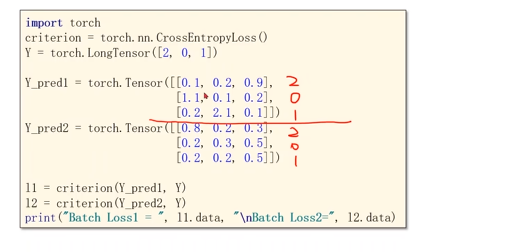 import torch
criterion = torch.nn.CrossEntropyLoss()
Y = torch.LongTensor([2, 0, 1])
Y_pred1 = torch.Tensor([[0.1, 0.2, 0.9], 2
[1.1, 0.1, 0.2], 0
[0.2, 2.1, 0.1]]) 1
Y_pred2 = torch.Tensor([[0.8, 0.2, 0.3], 2
[0.2, 0.3, 0.5], 0
[0.2, 0.2, 0.5]]) 1
l1 = criterion(Y_pred1, Y)
l2 = criterion(Y_pred2, Y)
print("Batch Loss1 = ", l1.data, "\nBatch Loss2=", l2.data)